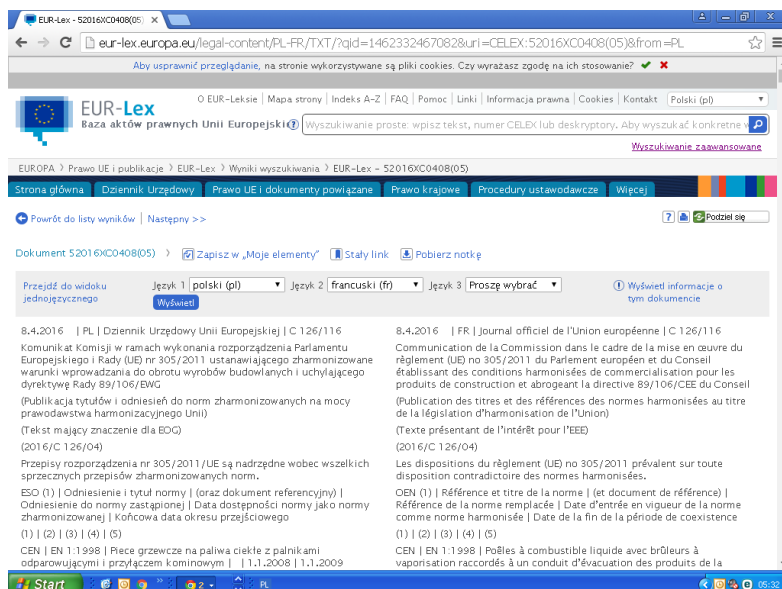 EUR-Lex - 52016XC0408(05)
eur-lex.europa.eu/legal-content/PL-FR/TXT/?qid=1462332467082&uri=CELEX:52016XC0408(05)&from=PL
Aby usprawnić przeglądanie, na stronie wykorzystywane są pliki cookies. Czy wyrażasz zgodę na ich stosowanie?
O EUR-Leksie | Mapa strony | Indeks A-Z | FAQ | Pomoc | Linki | Informacja prawna | Cookies | Kontakt Polski (pl)
EUR-Lex
Baza aktów prawnych Unii Europejski Wyszukiwanie proste: wpisz tekst, numer CELEX lub deskryptory. Aby wyszukać konkretne
Wyszukiwanie zaawansowane
EUROPA > Prawo UE i publikacje > EUR-Lex > Wyniki wyszukiwania > EUR-Lex - 52016XC0408(05)
Strona główna Dziennik Urzędowy Prawo UE i dokumenty powiązane Prawo krajowe Procedury ustawodawcze Więcej
Powrót do listy wyników | Następny >> ? Podziel się
Dokument 52016XC0408(05) > Zapisz w „Moje elementy” Stały link Pobierz notkę
Przejdź do widoku jednojęzycznego
Język 1 polski (pl) Język 2 francuski (fr) Język 3 Proszę wybrać
Wyświetl
Wyświetl informacje o tym dokumencie
8.4.2016 | PL | Dziennik Urzędowy Unii Europejskiej | C 126/116
Komunikat Komisji w ramach wykonania rozporządzenia Parlamentu
Europejskiego i Rady (UE) nr 305/2011 ustanawiającego zharmonizowane
warunki wprowadzania do obrotu wyrobów budowlanych i uchylającego
dyrektywę Rady 89/106/EWG
(Publikacja tytułów i odniesień do norm zharmonizowanych na mocy
prawodawstwa harmonizacyjnego Unii)
(Tekst mający znaczenie dla EOG)
(2016/C 126/04)
Przepisy rozporządzenia nr 305/2011/UE są nadrzędne wobec wszelkich
sprzecznych przepisów zharmonizowanych norm.
ESO (1) | Odniesienie i tytuł normy | (oraz dokument referencyjny) |
Odniesienie do normy zastąpionej | Data dostępności normy jako normy
zharmonizowanej | Końcowa data okresu przejściowego
(1) | (2) | (3) | (4) | (5)
CEN | EN 1:1998 | Piece grzewcze na paliwa ciekłe z palnikami
odparowującymi i przyłączem kominowym | | 1.1.2008 | 1.1.2009
8.4.2016 | FR | Journal officiel de l'Union européenne | C 126/116
Communication de la Commission dans le cadre de la mise en œuvre du
règlement (UE) no 305/2011 du Parlement européen et du Conseil
établissant des conditions harmonisées de commercialisation pour les
produits de construction et abrogeant la directive 89/106/CEE du Conseil
(Publication des titres et des références des normes harmonisées au titre
de la législation d’harmonisation de l’Union)
(Texte présentant de l’intérêt pour l’EEE)
(2016/C 126/04)
Les dispositions du règlement (UE) no 305/2011 prévalent sur toute
disposition contradictoire des normes harmonisées.
OEN (1) | Référence et titre de la norme | (et document de référence) |
Référence de la norme remplacée | Date d'entrée en vigueur de la norme
comme norme harmonisée | Date de la fin de la période de coexistence
(1) | (2) | (3) | (4) | (5)
CEN | EN 1:1998 | Poêles à combustible liquide avec brûleurs à
vaporisation raccordés à un conduit d'évacuation des produits de la
Start 2 PL 05:32